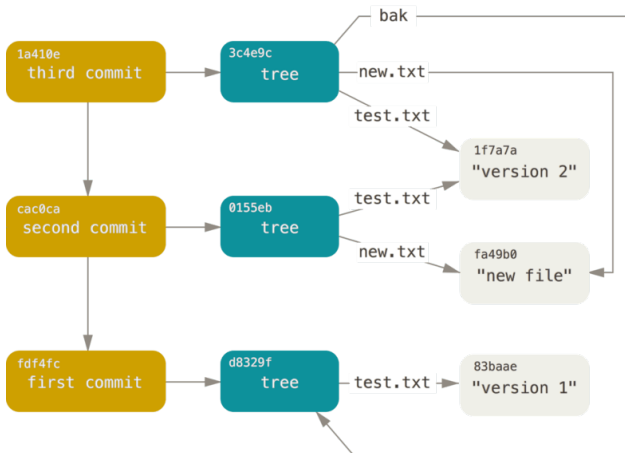 bak
1a410e
third commit
3c4e9c
tree
new.txt
test.txt
1f7a7a
"version 2"
cac0ca
second commit
0155eb
tree
test.txt
new.txt
fa49b0
"new file"
fdf4fc
first commit
d8329f
tree
test.txt
83baae
"version 1"